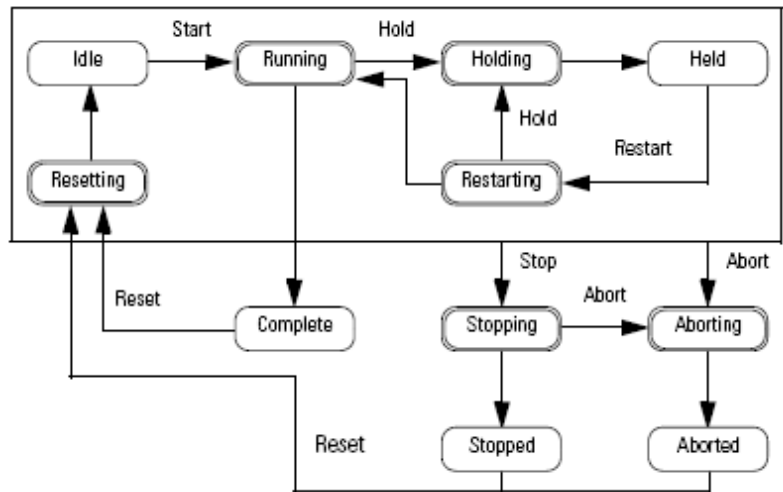 Start
Hold
Idle
Running
Holding
Held
Hold
Restart
Resetting
Restarting
Stop
Abort
Reset
Abort
Complete
Stopping
Aborting
Reset
Stopped
Aborted